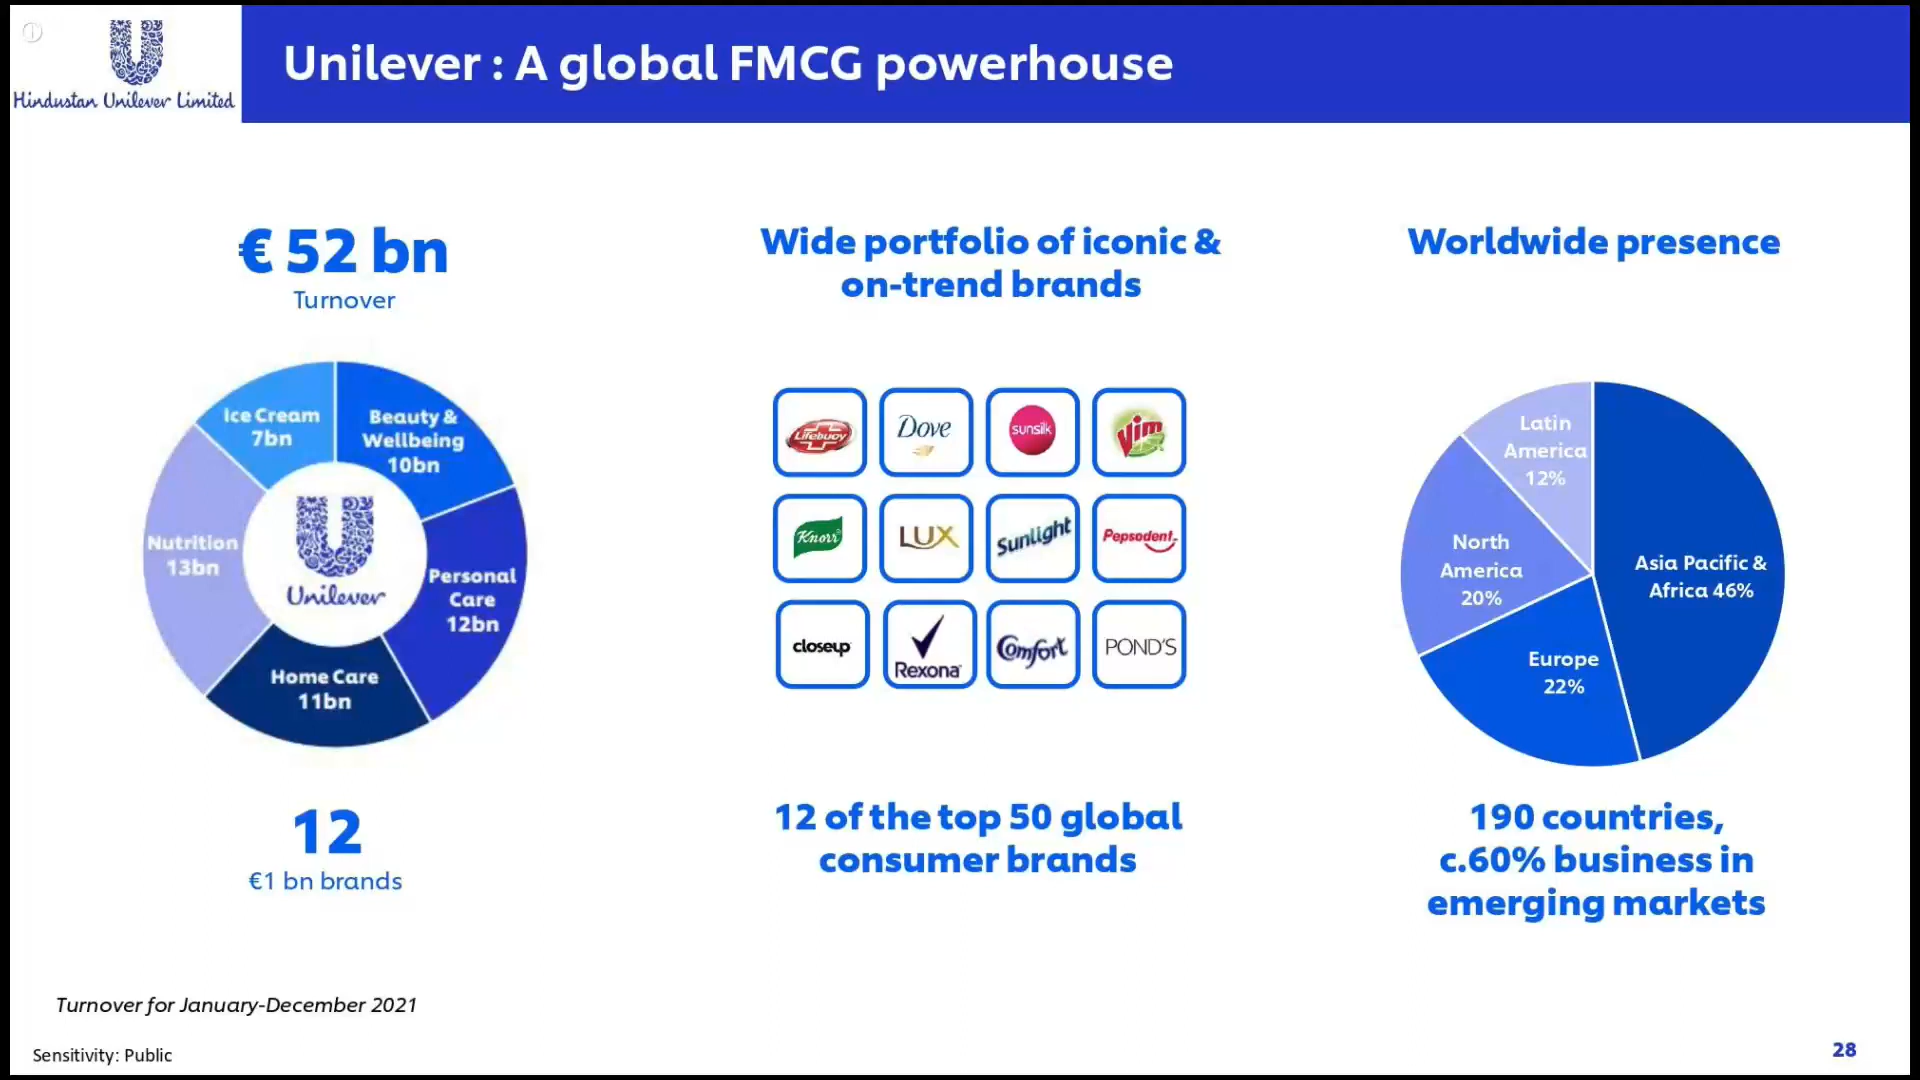 Hindustan Unilever Limited
Unilever : A global FMCG powerhouse
€ 52 bn
Turnover
Ice Cream
7bn
Beauty &
Wellbeing
10bn
Nutrition
13bn
Personal
Care
12bn
Home Care
11bn
Unilever
12
€1 bn brands
Wide portfolio of iconic &
on-trend brands
Lifebuoy
Dove
sunsilk
Vim
Knorr
LUX
Sunlight
Pepsodent
closeup
Rexona
Comfort
POND'S
12 of the top 50 global
consumer brands
Worldwide presence
Latin
America
12%
North
America
20%
Asia Pacific &
Africa 46%
Europe
22%
190 countries,
c.60% business in
emerging markets
Turnover for January-December 2021
Sensitivity: Public
28